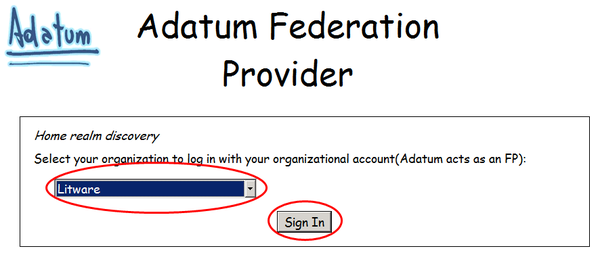 Adatum
Adatum Federation
Provider
Home realm discovery
Select your organization to log in with your organizational account(Adatum acts as an FP):
Litware
Sign In